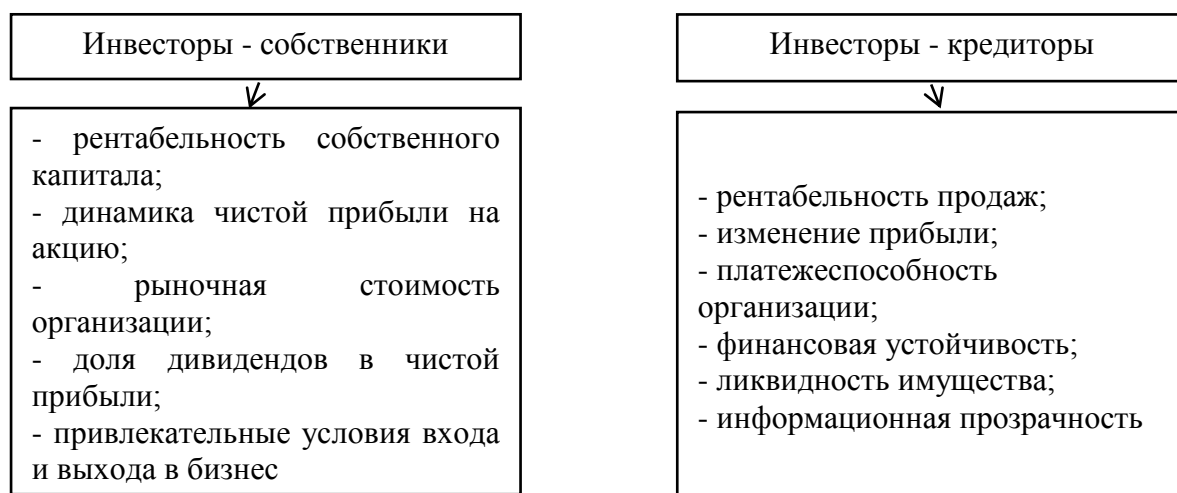 Инвесторы - собственники
- рентабельность собственного
капитала;
- динамика чистой прибыли на
акцию;
- рыночная стоимость
организации;
- доля дивидендов в чистой
прибыли;
- привлекательные условия входа
и выхода в бизнес
Инвесторы - кредиторы
- рентабельность продаж;
- изменение прибыли;
- платежеспособность
организации;
- финансовая устойчивость;
- ликвидность имущества;
- информационная прозрачность